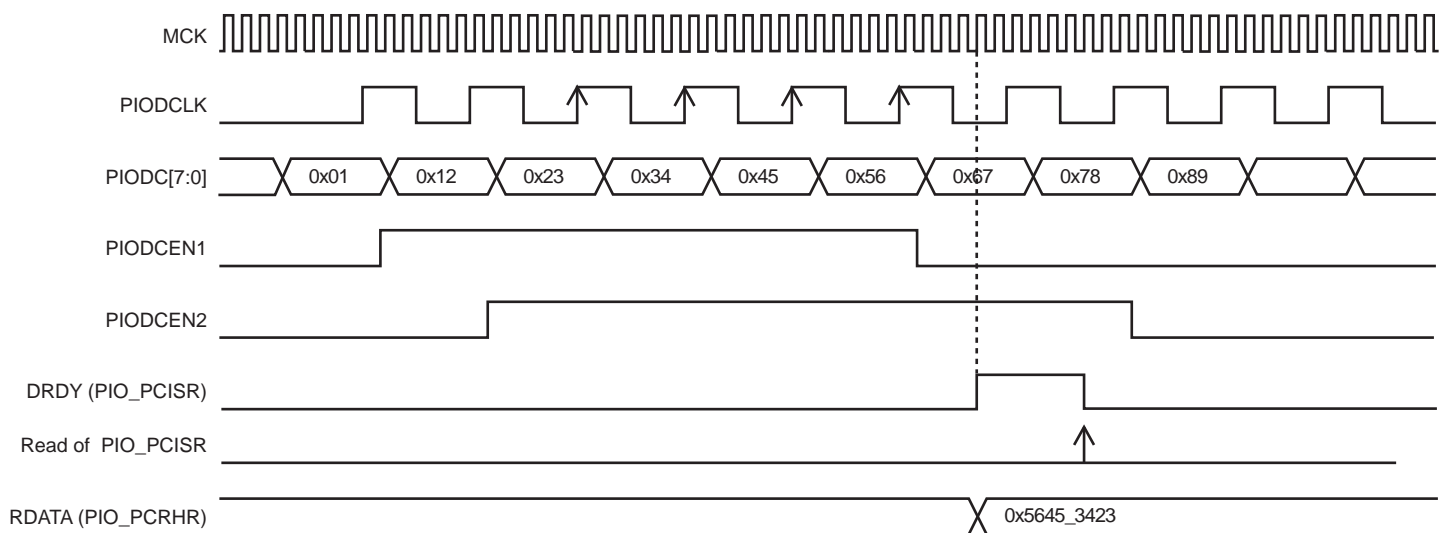 MCK
PIODCLK
PIODC[7:0] 0x01 0x12 0x23 0x34 0x45 0x56 0x67 0x78 0x89
PIODCEN1
PIODCEN2
DRDY (PIO_PCISR)
Read of PIO_PCISR
RDATA (PIO_PCRHR) 0x5645_3423